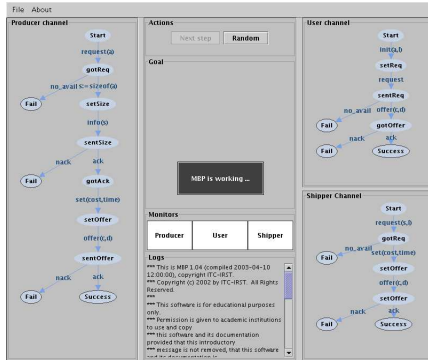 File About
Producer channel
Start
request(a)
gotReq
no_avail s:=sizeof(a)
Fail
setSize
info(s)
sentSize
nack ack
Fail
gotAck
set(cost,time)
setOffer
offer(c,d)
sentOffer
nack ack
Fail
Success
Actions
Next step Random
Goal
MBP is working ...
Monitors
Producer User Shipper
Logs
*** This is MBP 1.04 (compiled 2003-04-10
12:00:00), copyright ITC-IRST.
*** Copyright (c) 2002 by ITC-IRST. All Rights
Reserved.
***
*** This software is for educational purposes
only.
*** Permission is given to academic institutions
to use and copy
*** this software and its documentation
provided that this introductory
*** message is not removed, that this software
and its documentation is
User channel
Start
init(a,l)
setReq
request
sentReq
no_avail offer(c,d)
Fail
gotOffer
nack ack
Fail
Success
Shipper Channel
Start
request(s,l)
gotReq
no_avail set(cost,time)
Fail
setOffer
offer(c,d)
setOffer
nack ack
Fail
Success